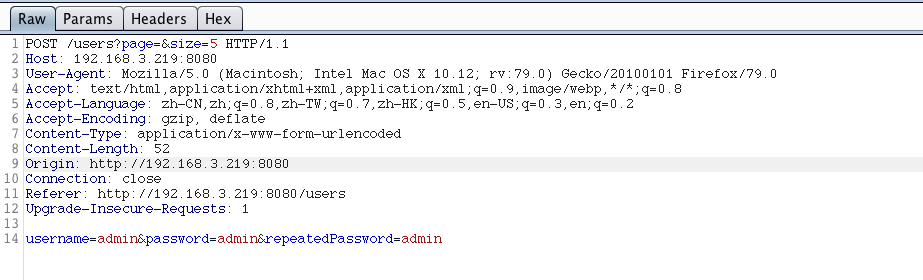 Raw Params Headers Hex
1 POST /users?page=&size=5 HTTP/1.1
2 Host: 192.168.3.219:8080
3 User-Agent: Mozilla/5.0 (Macintosh; Intel Mac OS X 10.12; rv:79.0) Gecko/20100101 Firefox/79.0
4 Accept: text/html,application/xhtml+xml,application/xml;q=0.9,image/webp,*/*;q=0.8
5 Accept-Language: zh-CN,zh;q=0.8,zh-TW;q=0.7,zh-HK;q=0.5,en-US;q=0.3,en;q=0.2
6 Accept-Encoding: gzip, deflate
7 Content-Type: application/x-www-form-urlencoded
8 Content-Length: 52
9 Origin: http://192.168.3.219:8080
10 Connection: close
11 Referer: http://192.168.3.219:8080/users
12 Upgrade-Insecure-Requests: 1
13
14 username=admin&password=admin&repeatedPassword=admin